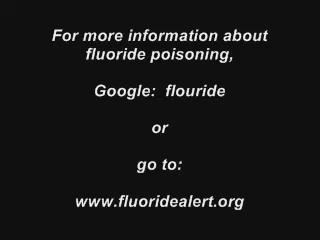 For more information about
fluoride poisoning,
Google:  flouride
or
go to:
www.fluoridealert.org